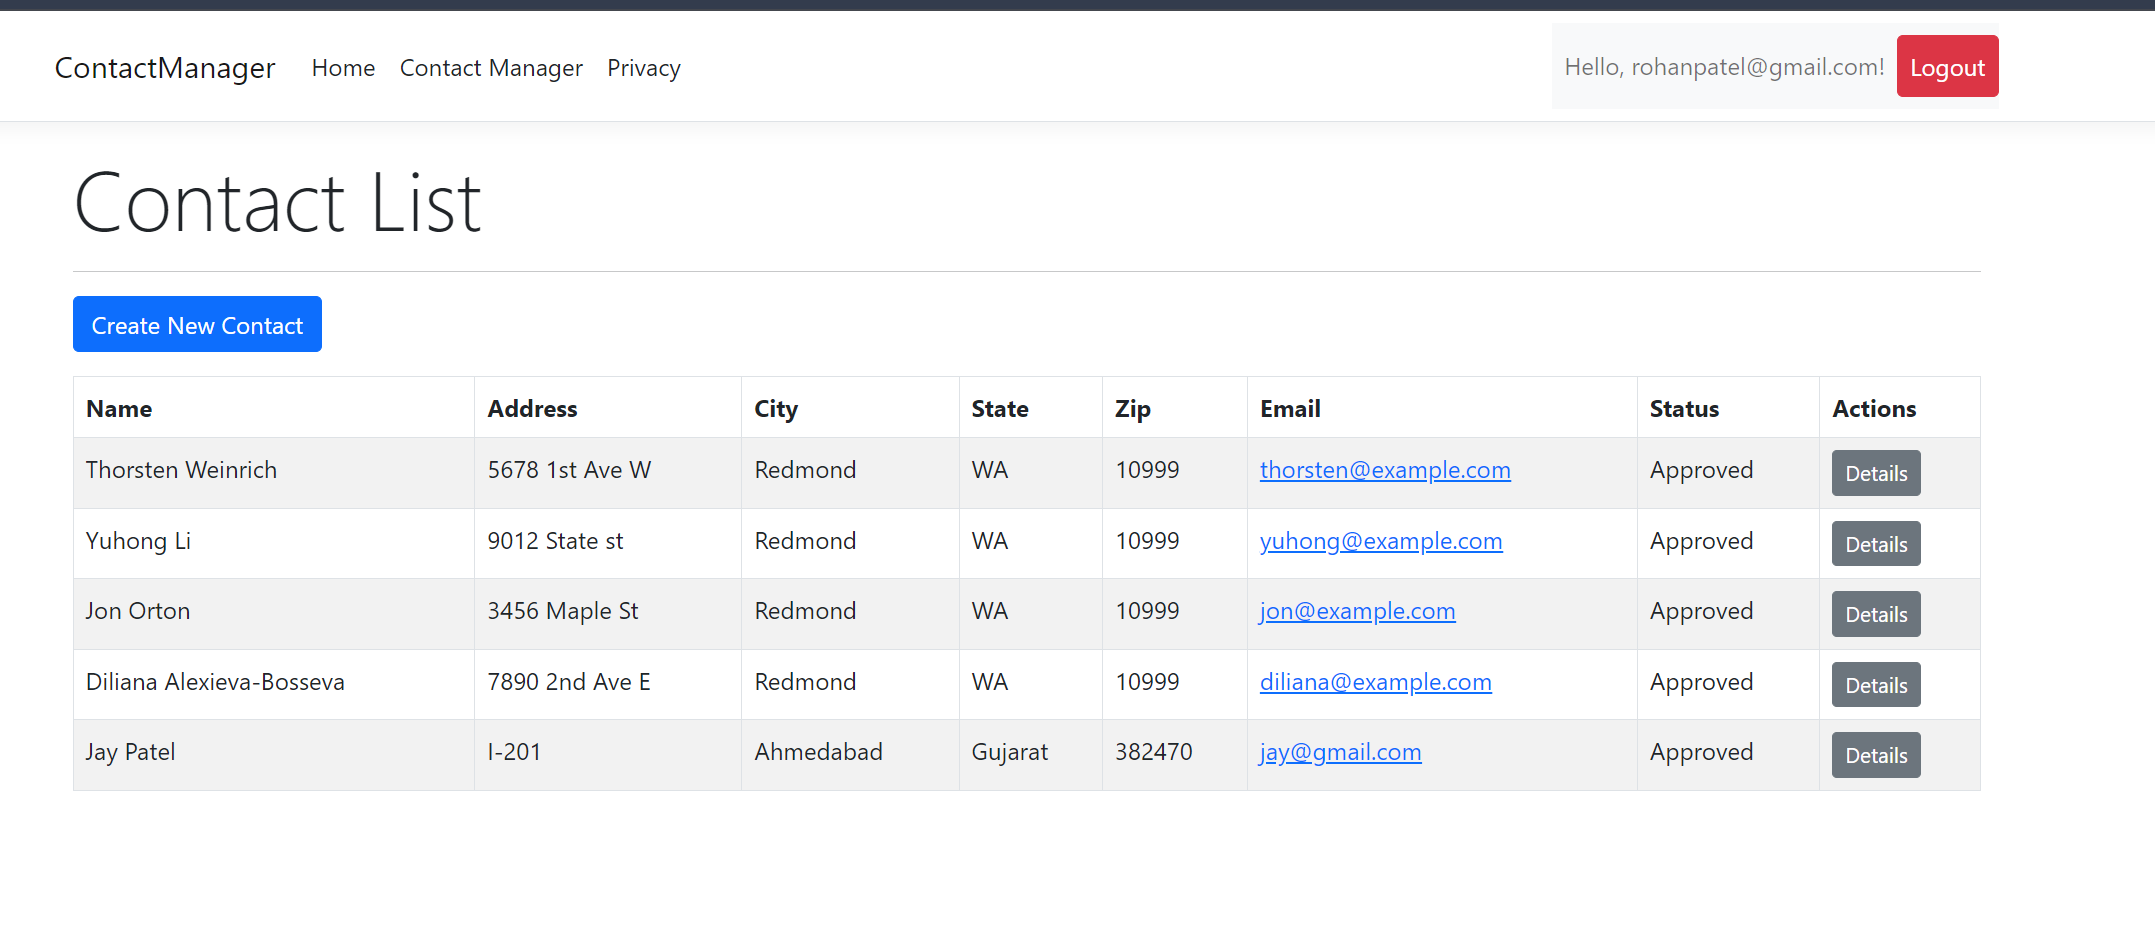 ContactManager Home Contact Manager Privacy Hello, rohanpatel@gmail.com! Logout
Contact List
Create New Contact
Name Address City State Zip Email Status Actions
Thorsten Weinrich 5678 1st Ave W Redmond WA 10999 thorsten@example.com Approved Details
Yuhong Li 9012 State st Redmond WA 10999 yuhong@example.com Approved Details
Jon Orton 3456 Maple St Redmond WA 10999 jon@example.com Approved Details
Diliana Alexieva-Bosseva 7890 2nd Ave E Redmond WA 10999 diliana@example.com Approved Details
Jay Patel I-201 Ahmedabad Gujarat 382470 jay@gmail.com Approved Details